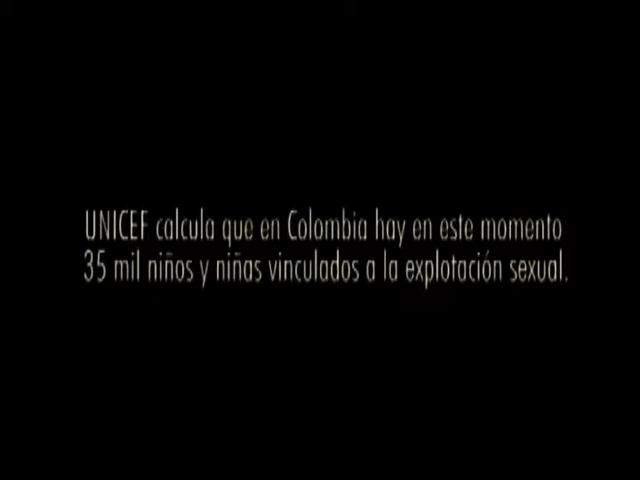 UNICEF calcula que en Colombia hay en este momento
35 mil niños y niñas vinculados a la explotación sexual.